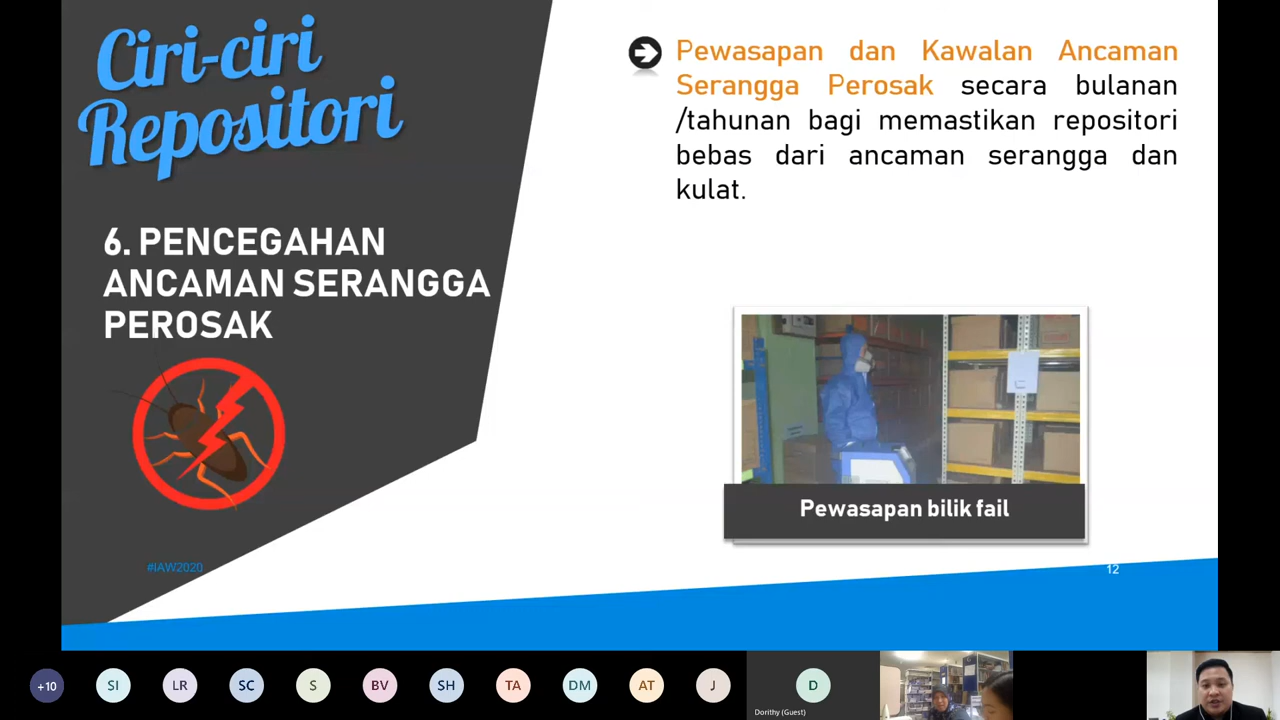 Ciri-ciri
Repositori
6. PENCEGAHAN
ANCAMAN SERANGGA
PEROSAK
Pewasapan dan Kawalan Ancaman
Serangga Perosak secara bulanan
/tahunan bagi memastikan repositori
bebas dari ancaman serangga dan
kulat.
Pewasapan bilik fail
#IAW2020
12
+10
SI
LR
SC
S
BV
SH
TA
DM
AT
J
D
Dorithy (Guest)